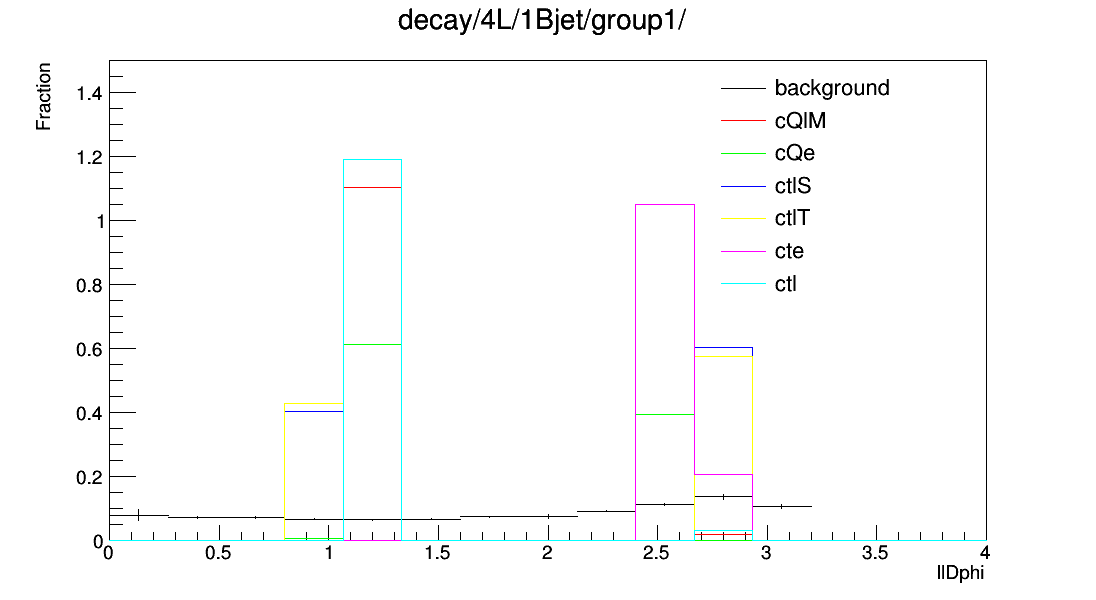 decay/4L/1Bjet/group1/
Fraction
1.4
1.2
1
0.8
0.6
0.4
0.2
0
background
cQlM
cQe
ctlS
ctlT
cte
ctl
0 0.5 1 1.5 2 2.5 3 3.5 4
llDphi